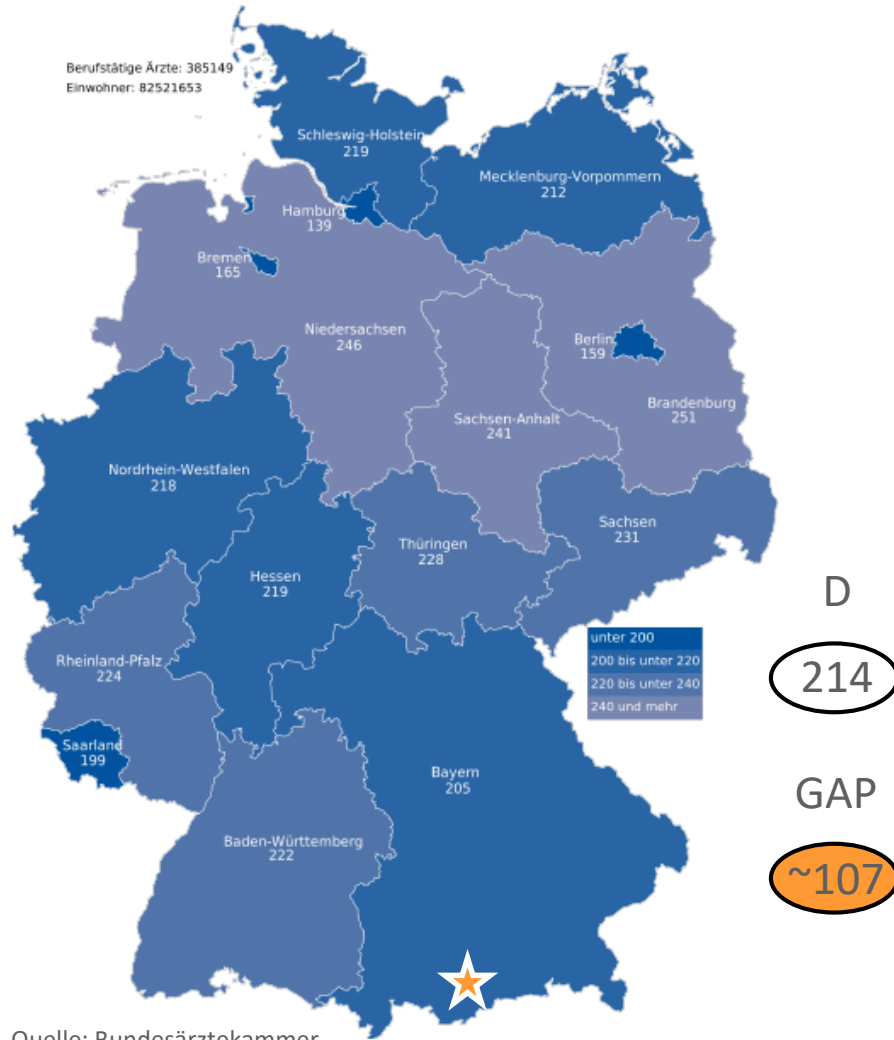 Berufstätige Ärzte: 385149
Einwohner: 82521653
Schleswig-Holstein
219
Mecklenburg-Vorpommern
212
Hamburg
139
Bremen
165
Niedersachsen
246
Berlin
159
Brandenburg
251
Sachsen-Anhalt
241
Nordrhein-Westfalen
218
Sachsen
231
Thüringen
228
Hessen
219
D
unter 200
200 bis unter 220
220 bis unter 240
240 und mehr
214
Rheinland-Pfalz
224
Saarland
199
Bayern
205
GAP
~107
Baden-Württemberg
222
Quelle: Bundesärztekammer